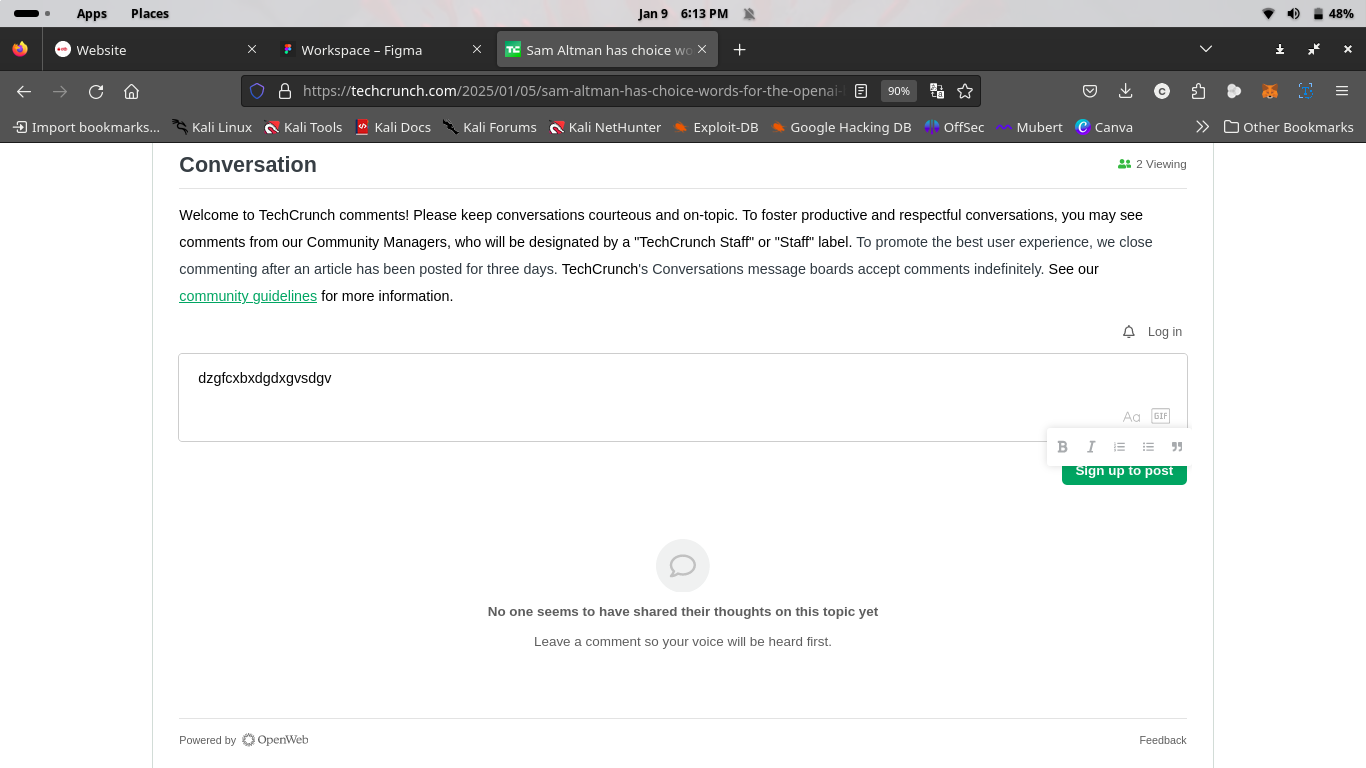 Apps Places Jan 9 6:13 PM 48%
Website Workspace – Figma Sam Altman has choice wo
https://techcrunch.com/2025/01/05/sam-altman-has-choice-words-for-the-openai- 90%
Import bookmarks... Kali Linux Kali Tools Kali Docs Kali Forums Kali NetHunter Exploit-DB Google Hacking DB OffSec Mubert Canva Other Bookmarks
Conversation 2 Viewing
Welcome to TechCrunch comments! Please keep conversations courteous and on-topic. To foster productive and respectful conversations, you may see
comments from our Community Managers, who will be designated by a "TechCrunch Staff" or "Staff" label. To promote the best user experience, we close
commenting after an article has been posted for three days. TechCrunch's Conversations message boards accept comments indefinitely. See our
community guidelines for more information.
Log in
dzgfcxbxdgdxgvsdgv
Aa GIF
B I
Sign up to post
No one seems to have shared their thoughts on this topic yet
Leave a comment so your voice will be heard first.
Powered by OpenWeb Feedback